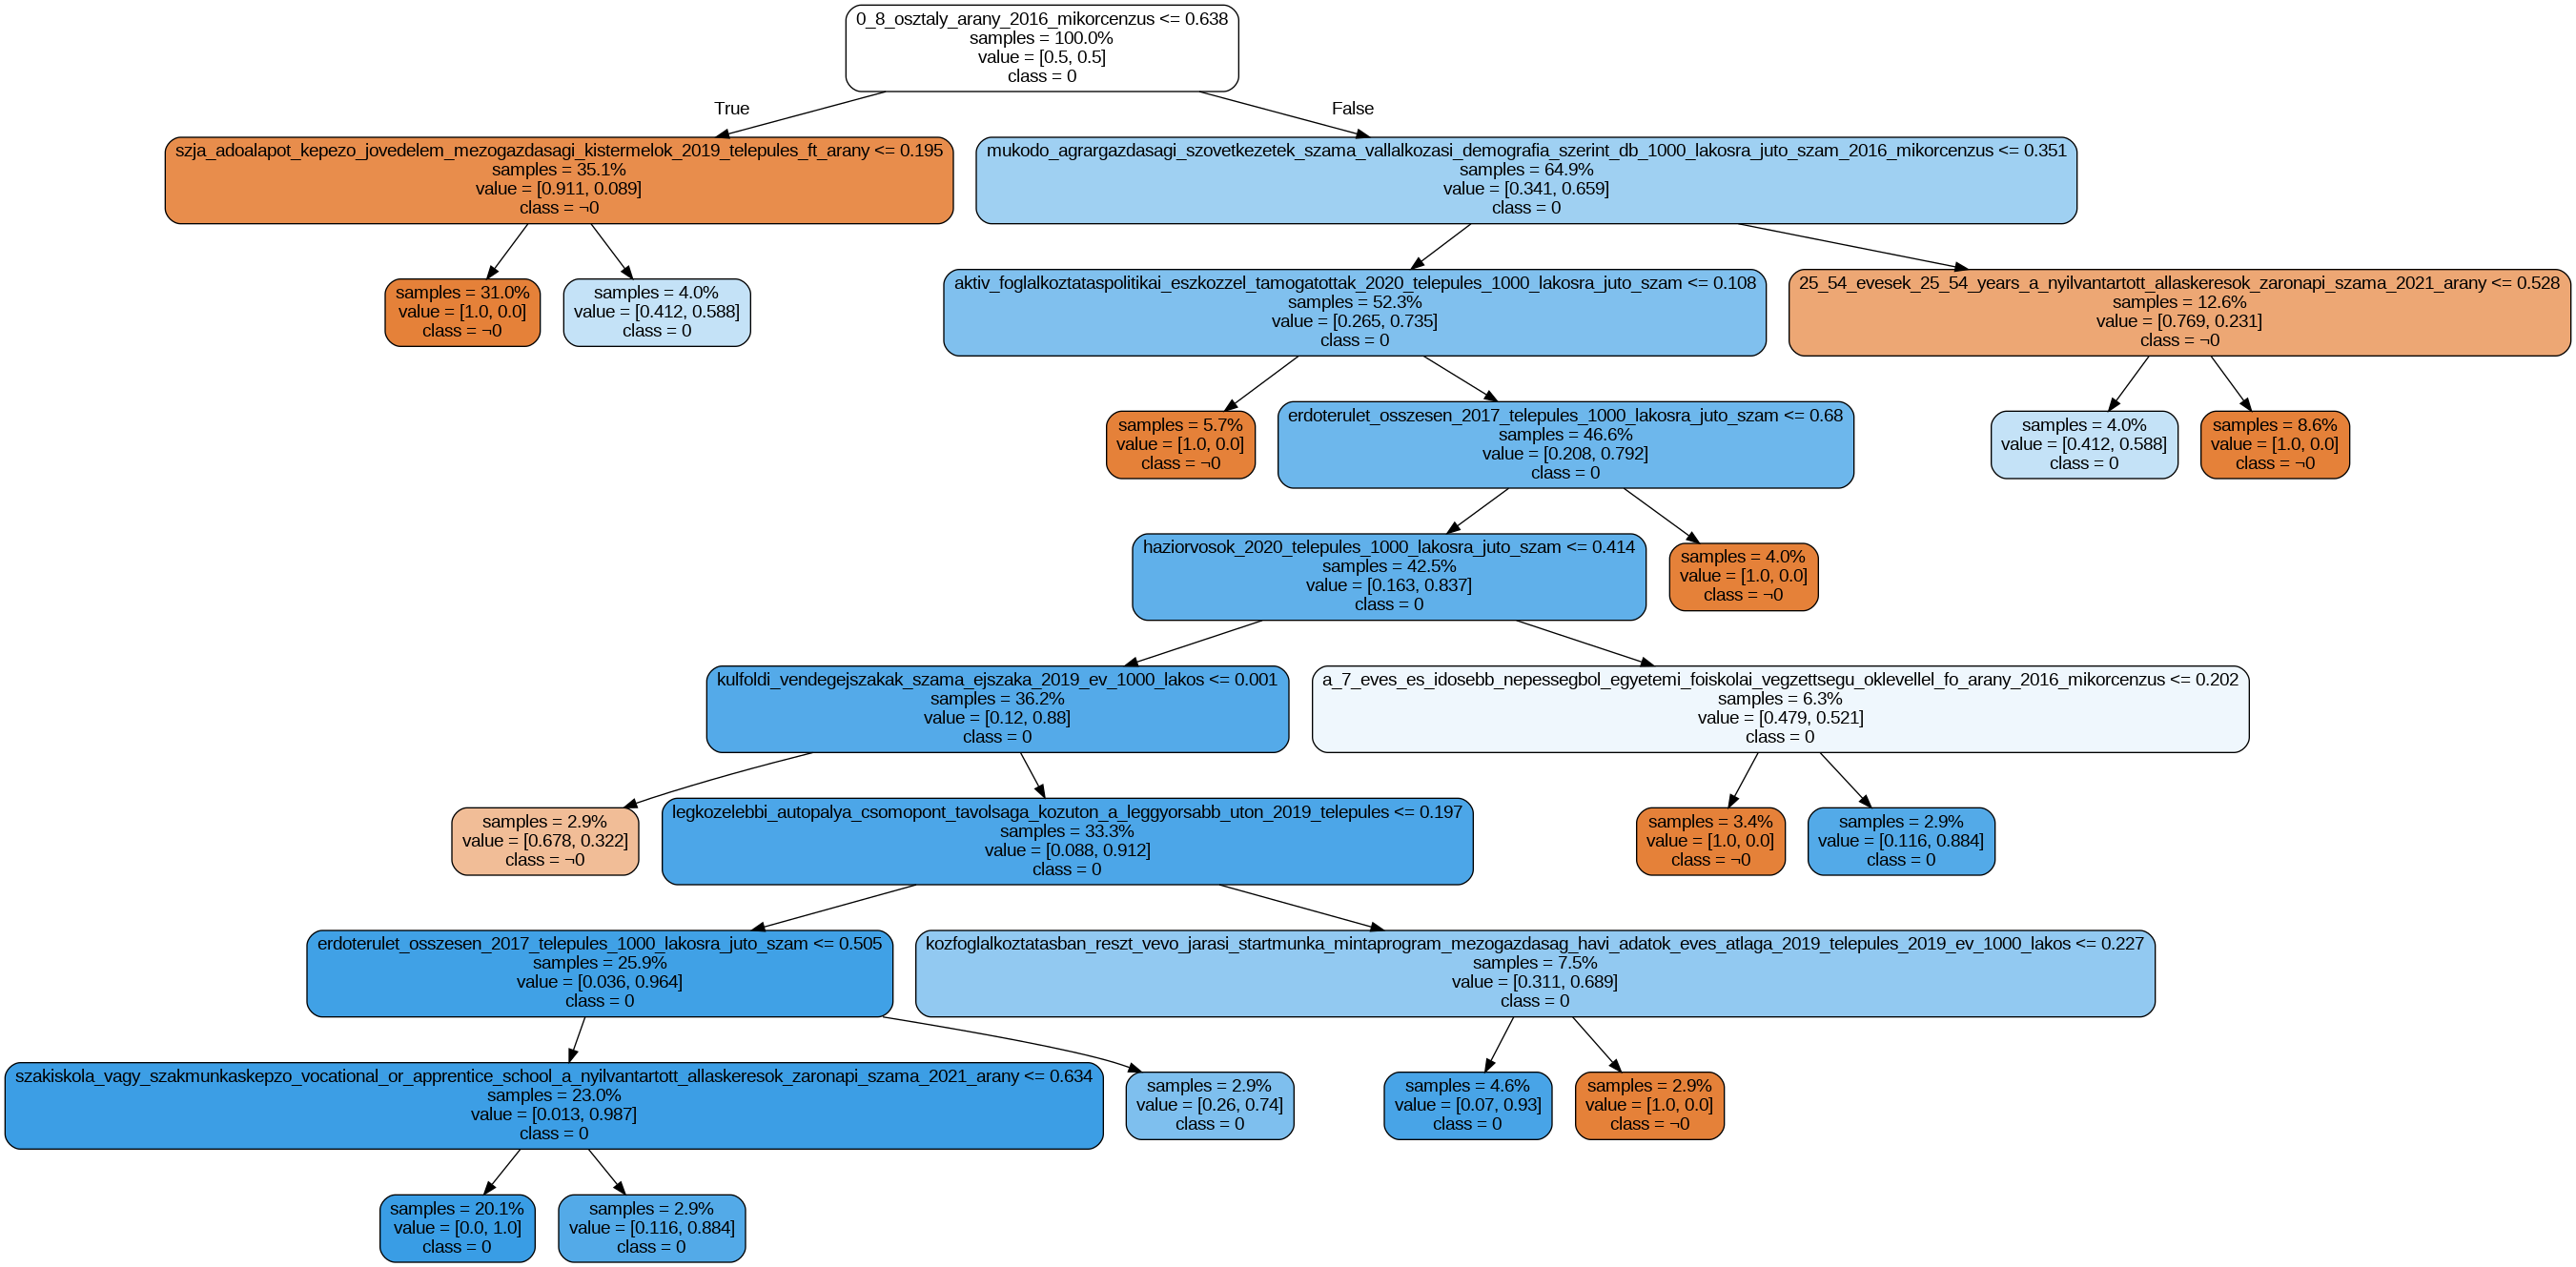 0_8_osztaly_arany_2016_mikorcenzus <= 0.638
samples = 100.0%
value = [0.5, 0.5]
class = 0
True
False
szja_adoalapot_kepezo_jovedelem_mezogazdasagi_kistermelok_2019_telepules_ft_arany <= 0.195
samples = 35.1%
value = [0.911, 0.089]
class = ¬0
mukodo_agrargazdasagi_szovetkezetek_szama_vallalkozasi_demografia_szerint_db_1000_lakosra_juto_szam_2016_mikorcenzus <= 0.351
samples = 64.9%
value = [0.341, 0.659]
class = 0
samples = 31.0%
value = [1.0, 0.0]
class = ¬0
samples = 4.0%
value = [0.412, 0.588]
class = 0
aktiv_foglalkoztataspolitikai_eszkozzel_tamogatottak_2020_telepules_1000_lakosra_juto_szam <= 0.108
samples = 52.3%
value = [0.265, 0.735]
class = 0
25_54_evesek_25_54_years_a_nyilvantartott_allaskeresok_zaronapi_szama_2021_arany <= 0.528
samples = 12.6%
value = [0.769, 0.231]
class = ¬0
samples = 5.7%
value = [1.0, 0.0]
class = ¬0
erdoterulet_osszesen_2017_telepules_1000_lakosra_juto_szam <= 0.68
samples = 46.6%
value = [0.208, 0.792]
class = 0
samples = 4.0%
value = [0.412, 0.588]
class = 0
samples = 8.6%
value = [1.0, 0.0]
class = ¬0
haziorvosok_2020_telepules_1000_lakosra_juto_szam <= 0.414
samples = 42.5%
value = [0.163, 0.837]
class = 0
samples = 4.0%
value = [1.0, 0.0]
class = ¬0
kulfoldi_vendegejszakak_szama_ejszaka_2019_ev_1000_lakos <= 0.001
samples = 36.2%
value = [0.12, 0.88]
class = 0
a_7_eves_es_idosebb_nepessegbol_egyetemi_foiskolai_vegzettsegu_oklevellel_fo_arany_2016_mikorcenzus <= 0.202
samples = 6.3%
value = [0.479, 0.521]
class = 0
samples = 2.9%
value = [0.678, 0.322]
class = ¬0
legkozelebbi_autopalya_csomopont_tavolsaga_kozuton_a_leggyorsabb_uton_2019_telepules <= 0.197
samples = 33.3%
value = [0.088, 0.912]
class = 0
samples = 3.4%
value = [1.0, 0.0]
class = ¬0
samples = 2.9%
value = [0.116, 0.884]
class = 0
erdoterulet_osszesen_2017_telepules_1000_lakosra_juto_szam <= 0.505
samples = 25.9%
value = [0.036, 0.964]
class = 0
kozfoglalkoztatasban_reszt_vevo_jarasi_startmunka_mintaprogram_mezogazdasag_havi_adatok_eves_atlaga_2019_telepules_2019_ev_1000_lakos <= 0.227
samples = 7.5%
value = [0.311, 0.689]
class = 0
szakiskola_vagy_szakmunkaskepzo_vocational_or_apprentice_school_a_nyilvantartott_allaskeresok_zaronapi_szama_2021_arany <= 0.634
samples = 23.0%
value = [0.013, 0.987]
class = 0
samples = 2.9%
value = [0.26, 0.74]
class = 0
samples = 4.6%
value = [0.07, 0.93]
class = 0
samples = 2.9%
value = [1.0, 0.0]
class = ¬0
samples = 20.1%
value = [0.0, 1.0]
class = 0
samples = 2.9%
value = [0.116, 0.884]
class = 0